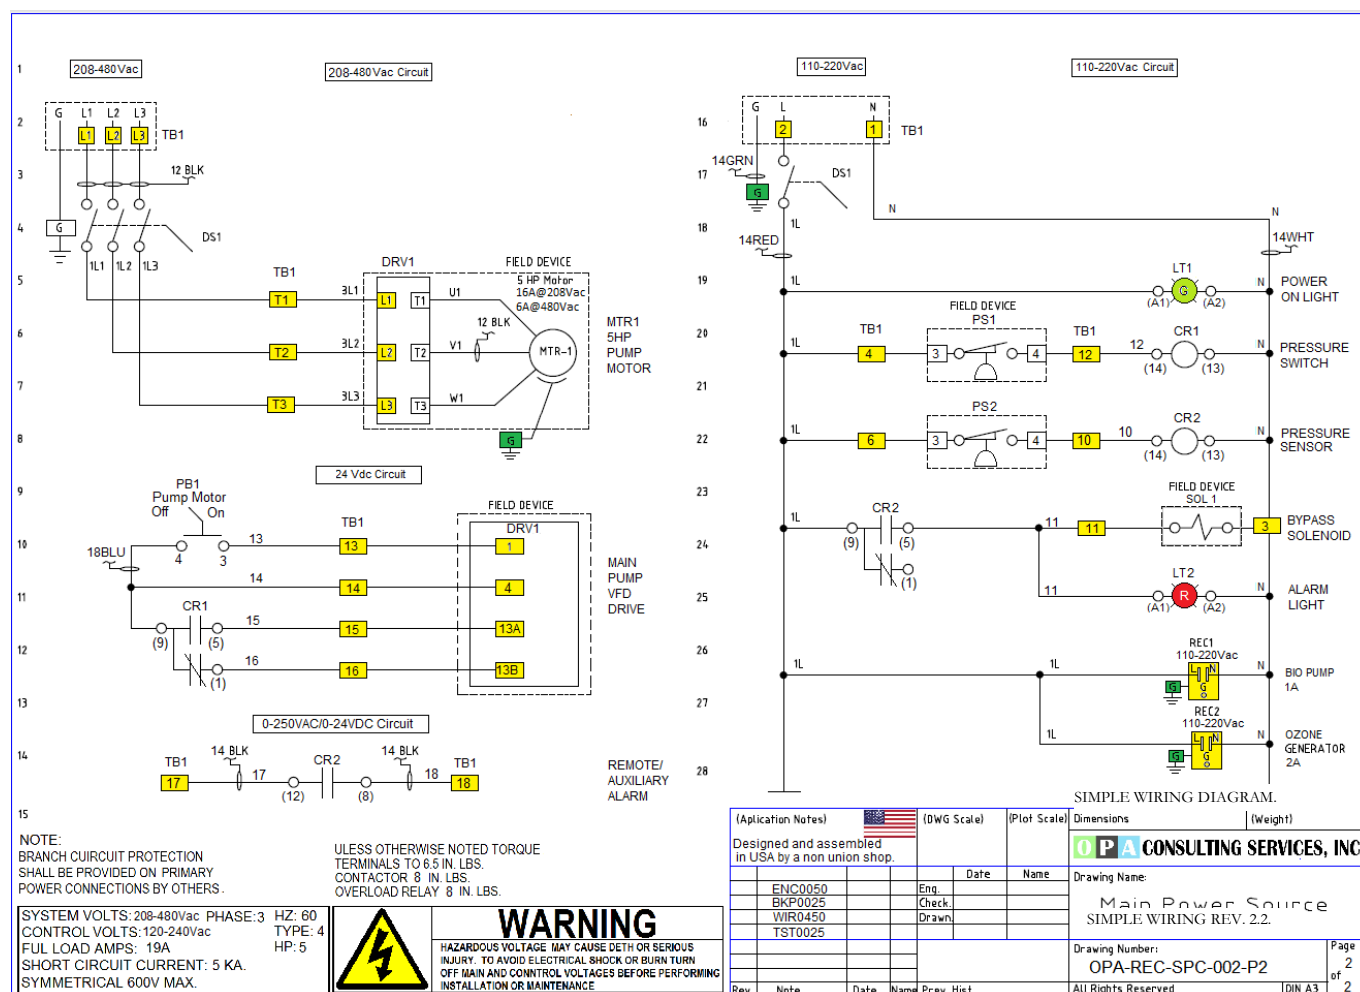 208-480Vac
208-480Vac Circuit
110-220Vac
110-220Vac Circuit
1
2
3
4
5
6
7
8
9
10
11
12
13
14
15
G L1 L2 L3
L1 L2 L3 TB1
12 BLK
G
DS1
1L1 1L2 1L3
TB1
DRV1
FIELD DEVICE
5 HP Motor
16A@208Vac
6A@480Vac
T1 3L1 L1 T1 U1
12 BLK
T2 3L2 L2 T2 V1 MTR-1
T3 3L3 L3 T3 W1
G
MTR1
5HP
PUMP
MOTOR
24 Vdc Circuit
PB1
Pump Motor
Off On
4 3
18BLU
TB1
FIELD DEVICE
DRV1
13 13 1
14 14 4
CR1
(9) (5) (1)
15 15 13A
16 16 13B
MAIN
PUMP
VFD
DRIVE
0-250VAC/0-24VDC Circuit
TB1 14 BLK CR2 14 BLK TB1
17 17 (12) (8) 18 18
REMOTE/
AUXILIARY
ALARM
16
17
18
19
20
21
22
23
24
25
26
27
28
G L N
2 1 TB1
14GRN
G
DS1
1L
N
N
14RED
14WHT
1L LT1 G (A1) (A2) N
POWER
ON LIGHT
FIELD DEVICE
TB1 PS1 TB1 CR1
1L 4 3 4 12 12 (14) (13) N
PRESSURE
SWITCH
PS2 CR2
1L 6 3 4 10 10 (14) (13) N
PRESSURE
SENSOR
FIELD DEVICE
SOL 1
1L CR2 (9) (5) (1) 11 11 3
BYPASS
SOLENOID
LT2
11 R (A1) (A2) N
ALARM
LIGHT
REC1
110-220Vac
1L 1L L N G G N
BIO PUMP
1A
REC2
110-220Vac
1L L N G G N
OZONE
GENERATOR
2A
SIMPLE WIRING DIAGRAM.
NOTE:
BRANCH CUIRCUIT PROTECTION
SHALL BE PROVIDED ON PRIMARY
POWER CONNECTIONS BY OTHERS.
ULESS OTHERWISE NOTED TORQUE
TERMINALS TO 6.5 IN. LBS.
CONTACTOR 8 IN. LBS.
OVERLOAD RELAY 8 IN. LBS.
SYSTEM VOLTS: 208-480Vac PHASE:3 HZ: 60
CONTROL VOLTS: 120-240Vac TYPE: 4
FUL LOAD AMPS: 19A HP: 5
SHORT CIRCUIT CURRENT: 5 KA.
SYMMETRICAL 600V MAX.
WARNING
HAZARDOUS VOLTAGE MAY CAUSE DETH OR SERIOUS
INJURY. TO AVOID ELECTRICAL SHOCK OR BURN TURN
OFF MAIN AND CONNTROL VOLTAGES BEFORE PERFORMING
INSTALLATION OR MAINTENANCE
(Aplication Notes)
(DWG Scale)
(Plot Scale)
Dimensions
(Weight)
Designed and assembled
in USA by a non union shop.
OPA CONSULTING SERVICES, INC
Date Name
ENC0050 Eng.
BKP0025 Check.
WIR0450 Drawn.
TST0025
Drawing Name:
Main Power Source
SIMPLE WIRING REV. 2.2.
Drawing Number:
OPA-REC-SPC-002-P2
Page
2
of
2
Rev. Note Date Name Prev. Hist.
All Rights Reserved
DIN A3